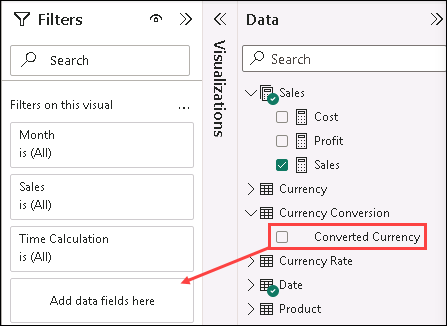 Filters
Search
Filters on this visual
...
Month
is (All)
Sales
is (All)
Time Calculation
is (All)
Add data fields here
Visualizations
Data
Search
Sales
Cost
Profit
Sales
Currency
Currency Conversion
Converted Currency
Currency Rate
Date
Product